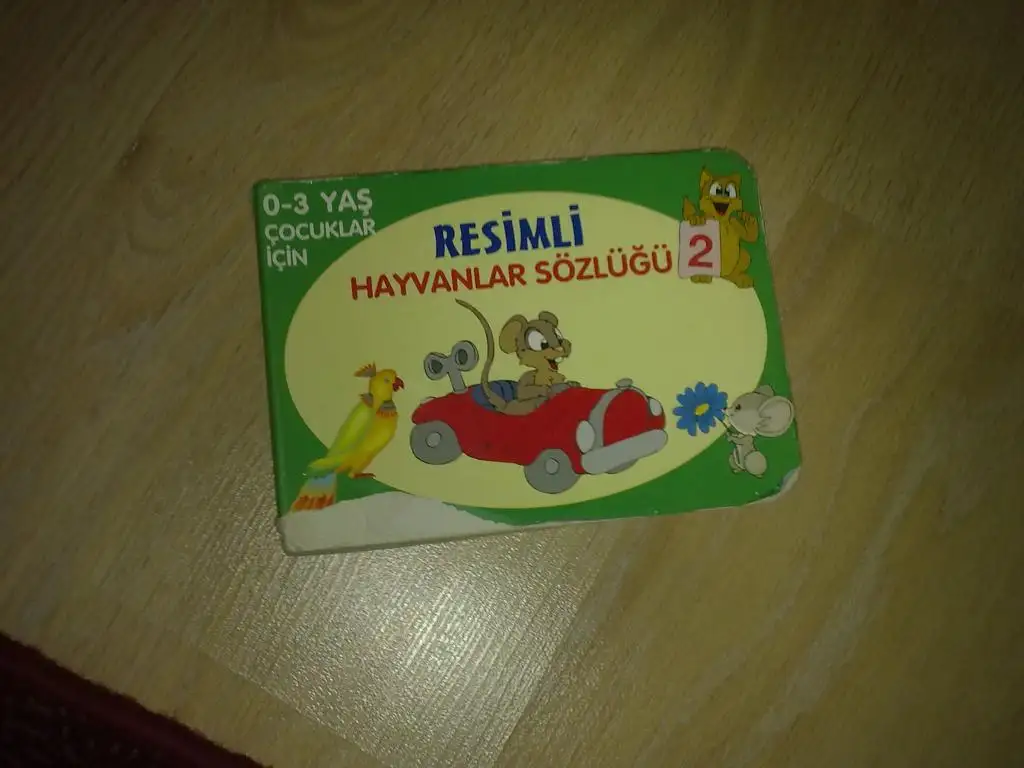 0-3 YAŞ
ÇOCUKLAR
İÇİN
RESİMLİ
HAYVANLAR SÖZLÜĞÜ
2